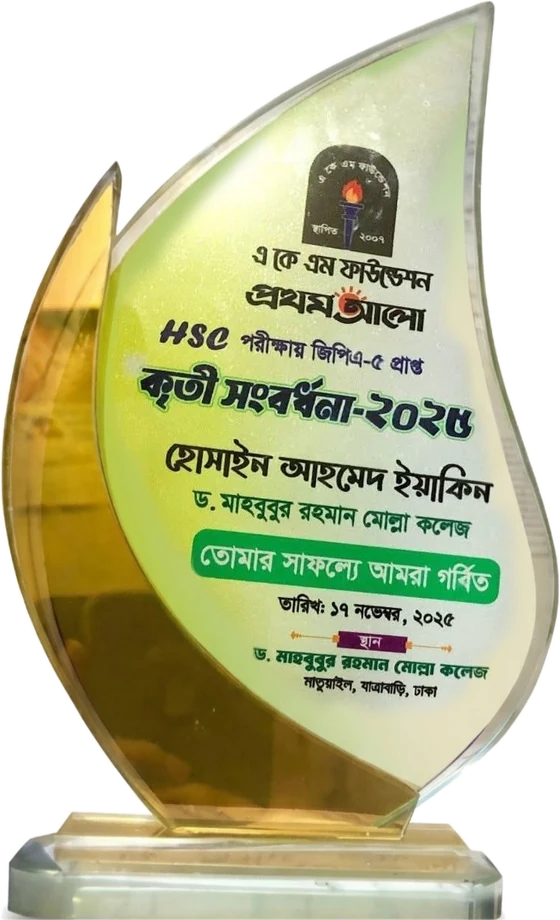 এ কে এম ফাউন্ডেশন
স্থাপিত ২০০৭
এ কে এম ফাউন্ডেশন
প্রথম আলো
HSC পরীক্ষায় জিপিএ-৫ প্রাপ্ত
কৃতী সংবর্ধনা-২০২৫
হোসাইন আহমেদ ইয়াকিন
ড. মাহবুবুর রহমান মোল্লা কলেজ
তোমার সাফল্যে আমরা গর্বিত
তারিখ: ১৭ নভেম্বর, ২০২৫
স্থান
ড. মাহবুবুর রহমান মোল্লা কলেজ
মাতুয়াইল, যাত্রাবাড়ি, ঢাকা